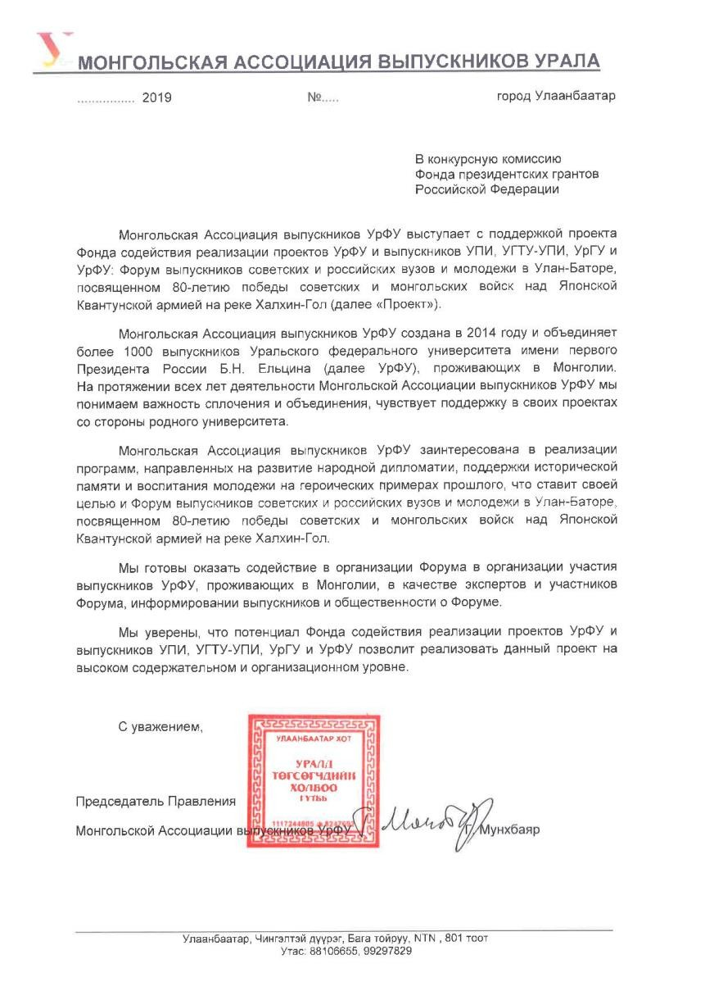 МОНГОЛЬСКАЯ АССОЦИАЦИЯ ВЫПУСКНИКОВ УРАЛА
................ 2019 №..... город Улаанбаатар
В конкурсную комиссию
Фонда президентских грантов
Российской Федерации
Монгольская Ассоциация выпускников УрФУ выступает с поддержкой проекта
Фонда содействия реализации проектов УрФУ и выпускников УПИ, УГТУ-УПИ, УрГУ и
УрФУ: Форум выпускников советских и российских вузов и молодежи в Улан-Баторе,
посвященном 80-летию победы советских и монгольских войск над Японской
Квантунской армией на реке Халхин-Гол (далее «Проект»).
Монгольская Ассоциация выпускников УрФУ создана в 2014 году и объединяет
более 1000 выпускников Уральского федерального университета имени первого
Президента России Б.Н. Ельцина (далее УрФУ), проживающих в Монголии.
На протяжении всех лет деятельности Монгольской Ассоциации выпускников УрФУ мы
понимаем важность сплочения и объединения, чувствует поддержку в своих проектах
со стороны родного университета.
Монгольская Ассоциация выпускников УрФУ заинтересована в реализации
программ, направленных на развитие народной дипломатии, поддержки исторической
памяти и воспитания молодежи на героических примерах прошлого, что ставит своей
целью и Форум выпускников советских и российских вузов и молодежи в Улан-Баторе,
посвященном 80-летию победы советских и монгольских войск над Японской
Квантунской армией на реке Халхин-Гол.
Мы готовы оказать содействие в организации Форума в организации участия
выпускников УрФУ, проживающих в Монголии, в качестве экспертов и участников
Форума, информировании выпускников и общественности о Форуме.
Мы уверены, что потенциал Фонда содействия реализации проектов УрФУ и
выпускников УПИ, УГТУ-УПИ, УрГУ и УрФУ позволит реализовать данный проект на
высоком содержательном и организационном уровне.
С уважением,
УЛААНБААТАР ХОТ
УРАЛД
ТӨГСӨГЧДИЙН
ХОЛБОО
Председатель Правления
Монгольской Ассоциации выпускников УрФУ Г. Мунхбаяр
Улаанбаатар, Чингэлтэй дүүрэг, Бага тойруу, NTN , 801 тоот
Утас: 88106655, 99297829